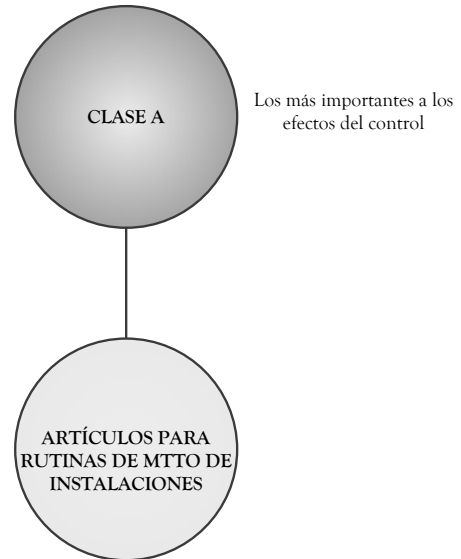 CLASE A
Los más importantes a los
efectos del control
ARTÍCULOS PARA
RUTINAS DE MTTO DE
INSTALACIONES